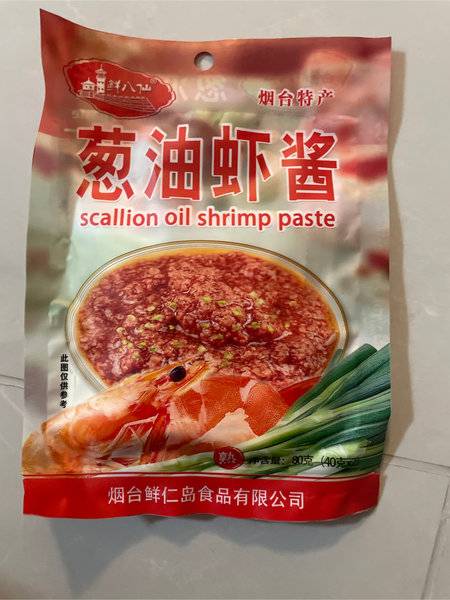 鲜八仙
烟台特产
葱油虾酱
scallion oil shrimp paste
此图仅供参考
熟
净含量：80克（40克x2）
烟台鲜仁岛食品有限公司